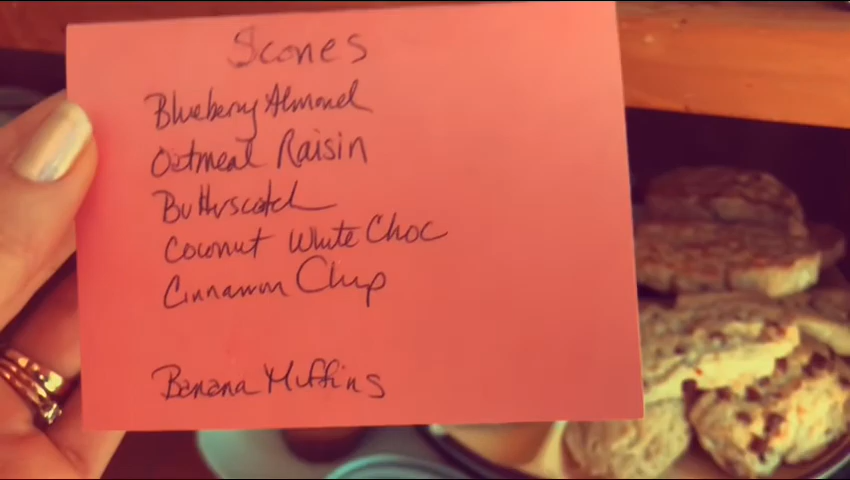 Scones
Blueberry Almond
Oatmeal Raisin
Butterscotch
Coconut White Choc
Cinnamon Chip
Banana Muffins